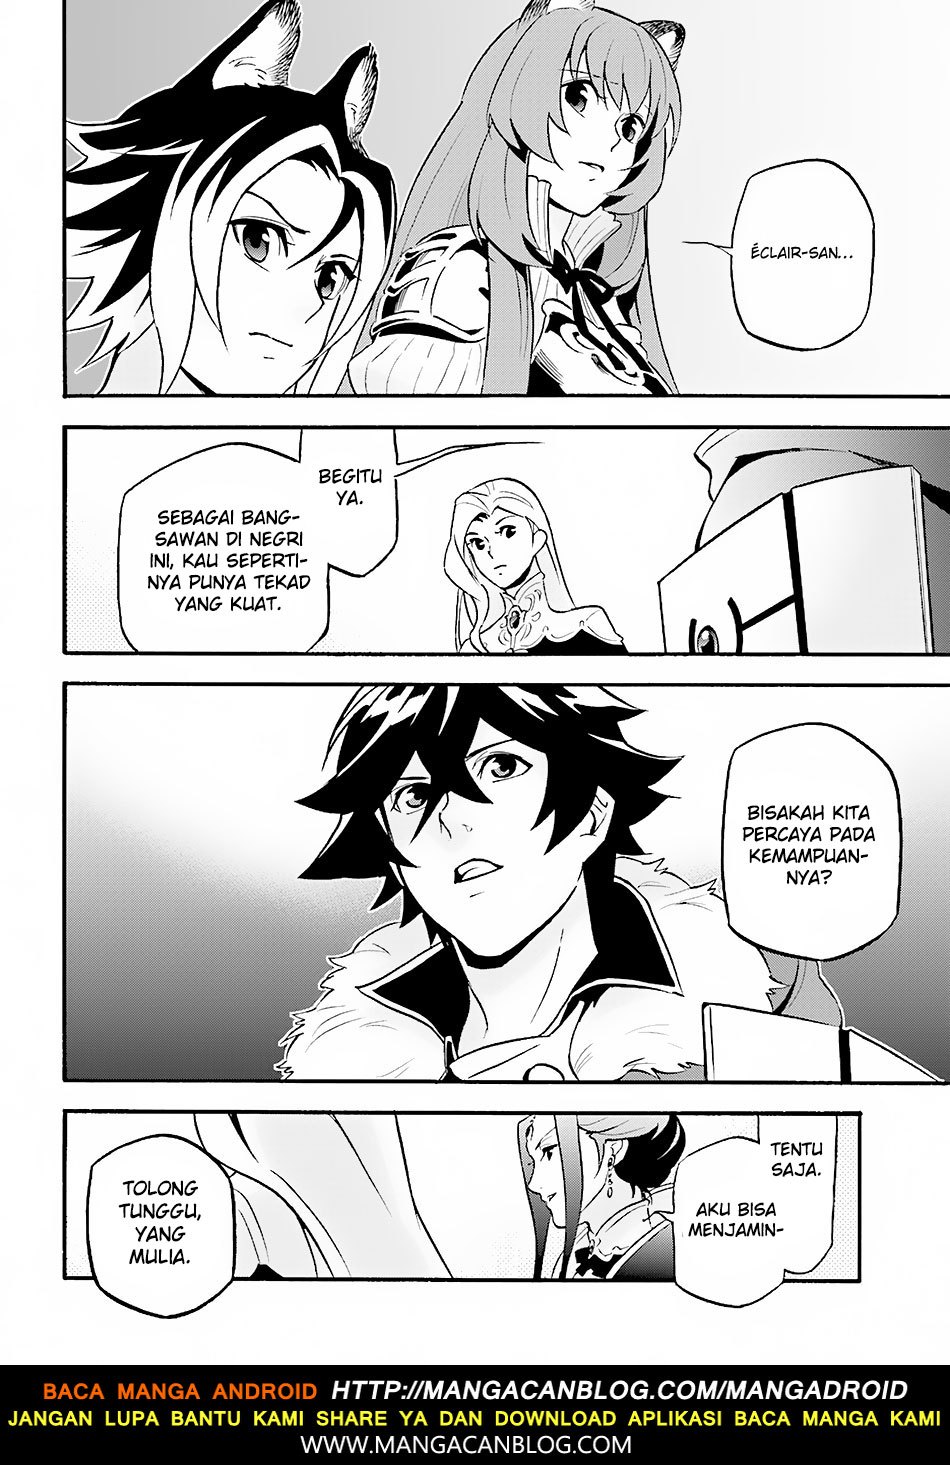 ÉCLAIR-SAN...
BEGITU
YA.
SEBAGAI BANG-
SAWAN DI NEGRI
INI, KAU SEPERTI-
NYA PUNYA TEKAD
YANG KUAT.
BISAKAH KITA
PERCAYA PADA
KEMAMPUAN-
NYA?
TENTU
SAJA.
AKU BISA
MENJAMIN-
TOLONG
TUNGGU,
YANG
MULIA.
BACA MANGA ANDROID HTTP://MANGACANBLOG.COM/MANGADROID
JANGAN LUPA BANTU KAMI SHARE YA DAN DOWNLOAD APLIKASI BACA MANGA KAMI
WWW.MANGACANBLOG.COM